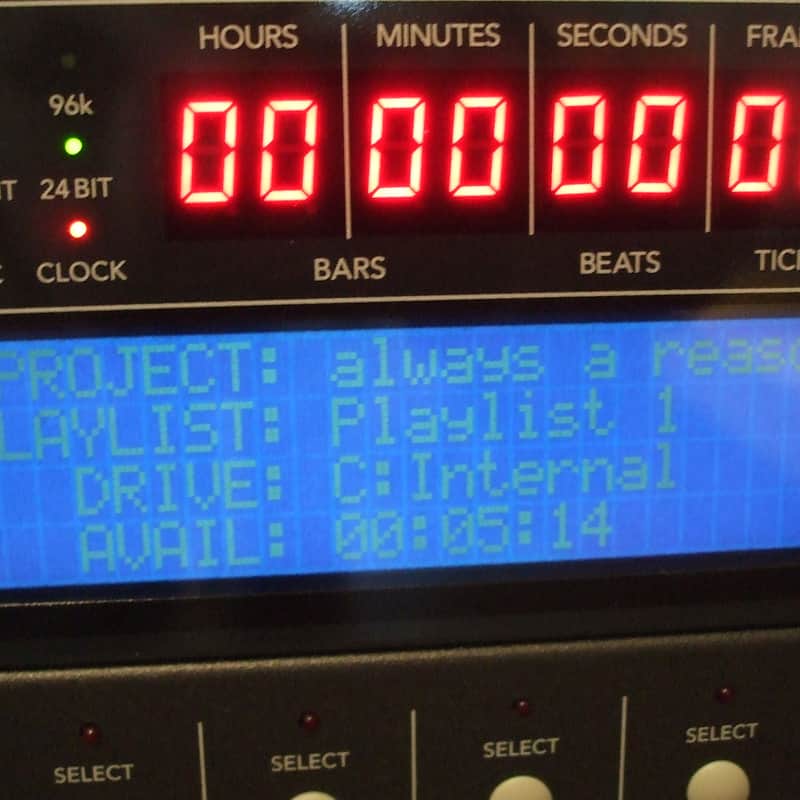 HOURS MINUTES SECONDS
96k
00 00 00 0
24 BIT
CLOCK BARS BEATS
PROJECT: always a
PLAYLIST: Playlist 1
DRIVE: C:Internal
AVAIL: 00:05:14
SELECT SELECT SELECT SELECT